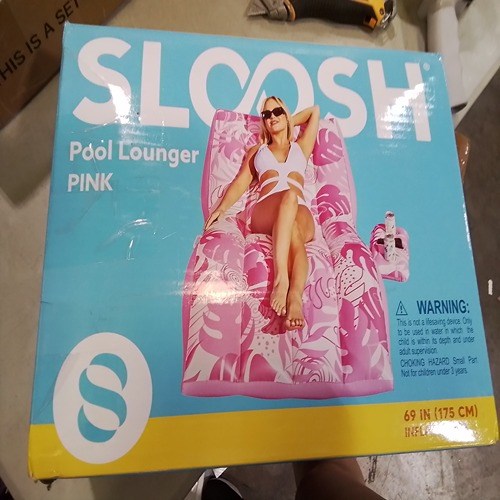 THIS IS A SET
SLOOSH®
Pool Lounger
PINK
WARNING:
This is not a lifesaving device. Only
to be used in water in which the
child is within its depth and under
adult supervision.
CHOKING HAZARD Small Part.
Not for children under 3 years.
69 IN (175 CM)